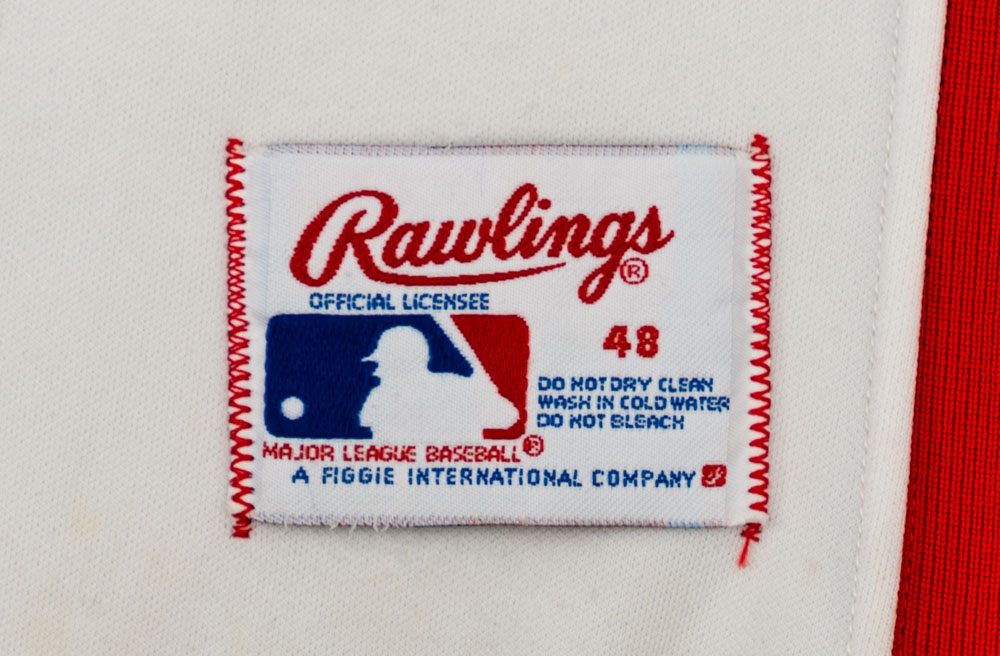 Rawlings®
OFFICIAL LICENSEE
48
DO NOT DRY CLEAN
WASH IN COLD WATER
DO NOT BLEACH
MAJOR LEAGUE BASEBALL®
A FIGGIE INTERNATIONAL COMPANY